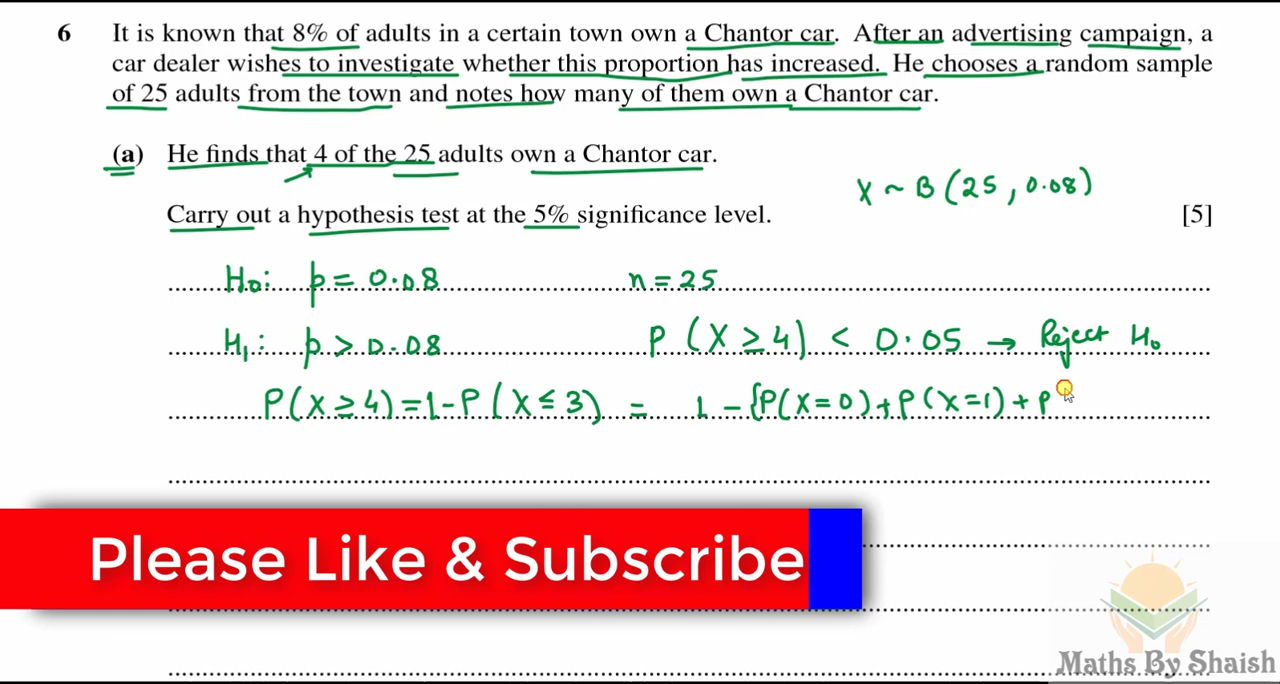 6 It is known that 8% of adults in a certain town own a Chantor car. After an advertising campaign, a
car dealer wishes to investigate whether this proportion has increased. He chooses a random sample
of 25 adults from the town and notes how many of them own a Chantor car.
(a) He finds that 4 of the 25 adults own a Chantor car.
X ~ B (25, 0.08)
Carry out a hypothesis test at the 5% significance level. [5]
H₀: p = 0.08 n = 25
H₁: p > 0.08 P (X ≥ 4) < 0.05 → Reject H₀
P(X ≥ 4) = 1 - P (X ≤ 3) = 1 - {P(X=0) + P(X=1) + P
Please Like & Subscribe
Maths By Shaish